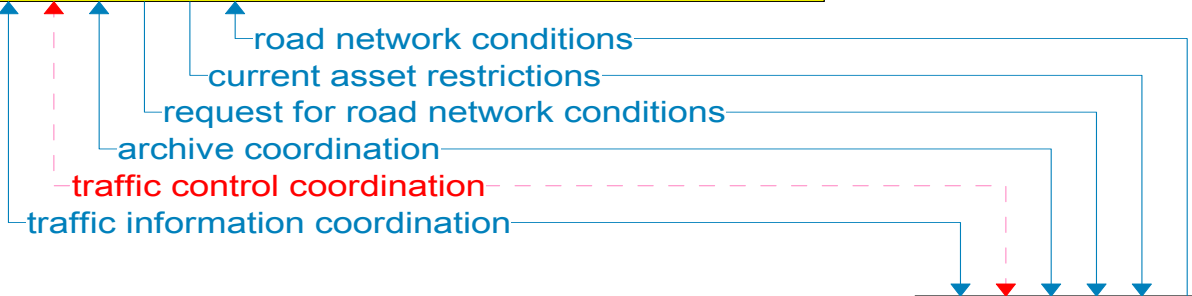 road network conditions
current asset restrictions
request for road network conditions
archive coordination
traffic control coordination
traffic information coordination